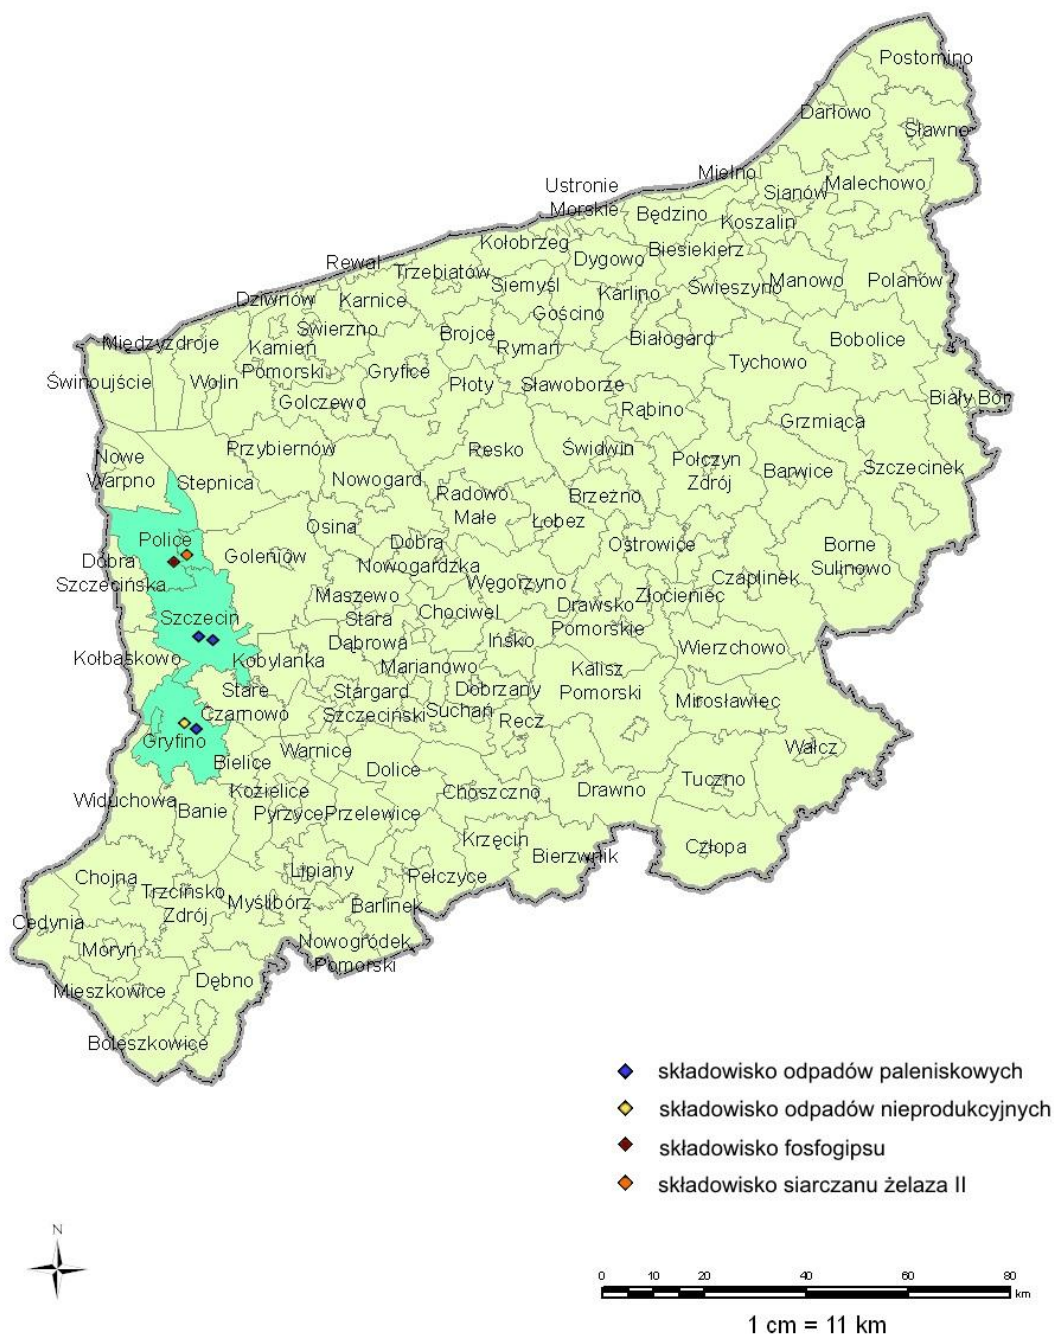 Postomino
Darłowo
Sławno
Mielno
Ustronie
Morskie
Sianów
Malechowo
Będzino
Koszalin
Kołobrzeg
Dygowo
Biesiekierz
Rewal
Trzebiatów
Siemyśl
Karlino
Świeszyno
Manowo
Polanów
Dziwnów
Karnice
Gościno
Świerzno
Brojce
Rymań
Białogard
Bobolice
Międzyzdroje
Kamień
Pomorski
Tychowo
Świnoujście
Wolin
Gryfice
Płoty
Sławoborze
Biały Bór
Golczewo
Rąbino
Grzmiąca
Nowe
Warpno
Przybiernów
Resko
Świdwin
Połczyn
Zdrój
Barwice
Szczecinek
Stepnica
Nowogard
Radowo
Małe
Brzeżno
Police
Osina
Łobez
Dobra
Szczecińska
Goleniów
Dobra
Nowogardzka
Ostrowice
Borne
Sulinowo
Węgorzyno
Czaplinek
Maszewo
Złocieniec
Szczecin
Stara
Dąbrowa
Chociwel
Drawsko
Pomorskie
Ińsko
Wierzchowo
Kołbaskowo
Kobylanka
Marianowo
Kalisz
Pomorski
Stare
Czarnowo
Stargard
Szczeciński
Suchań
Dobrzany
Mirosławiec
Recz
Gryfino
Warnice
Wałcz
Bielice
Dolice
Tuczno
Widuchowa
Banie
Kozielice
Pyrzyce
Przelewice
Choszczno
Drawno
Krzęcin
Bierzwnik
Człopa
Chojna
Trzcińsko
Zdrój
Lipiany
Pełczyce
Myślibórz
Barlinek
Cedynia
Moryń
Nowogródek
Pomorski
Mieszkowice
Dębno
Boleszkowice
składowisko odpadów paleniskowych
składowisko odpadów nieprodukcyjnych
składowisko fosfogipsu
składowisko siarczanu żelaza II
N
0 10 20 40 60 80
km
1 cm = 11 km